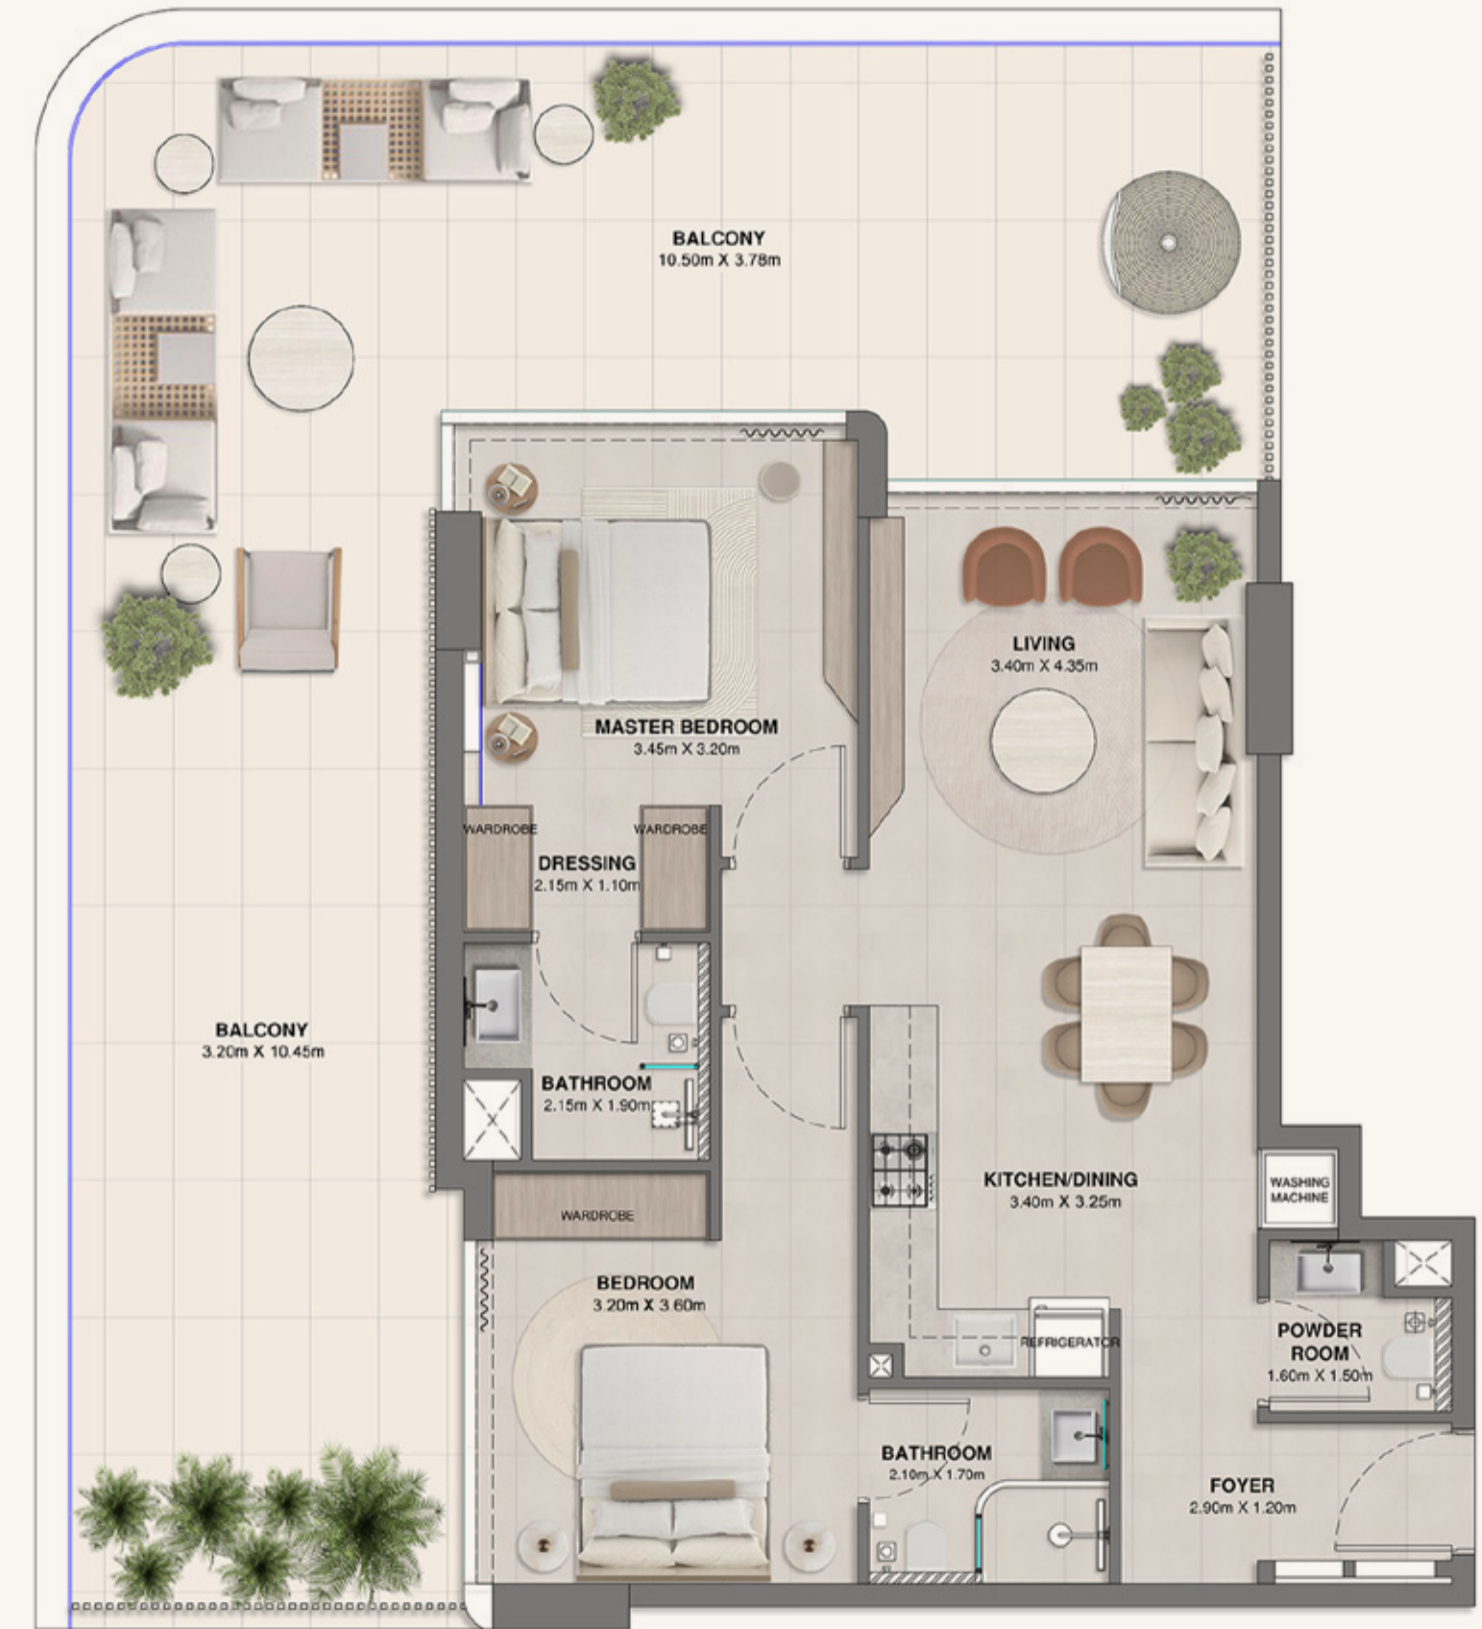 BALCONY
10.50m X 3.78m
LIVING
3.40m X 4.35m
MASTER BEDROOM
3.45m X 3.20m
WARDROBE
WARDROBE
DRESSING
2.15m X 1.10m
BALCONY
3.20m X 10.45m
BATHROOM
2.15m X 1.90m
KITCHEN/DINING
3.40m X 3.25m
WASHING
MACHINE
WARDROBE
BEDROOM
3.20m X 3.60m
REFRIGERATOR
POWDER
ROOM
1.60m X 1.50m
BATHROOM
2.10m X 1.70m
FOYER
2.90m X 1.20m